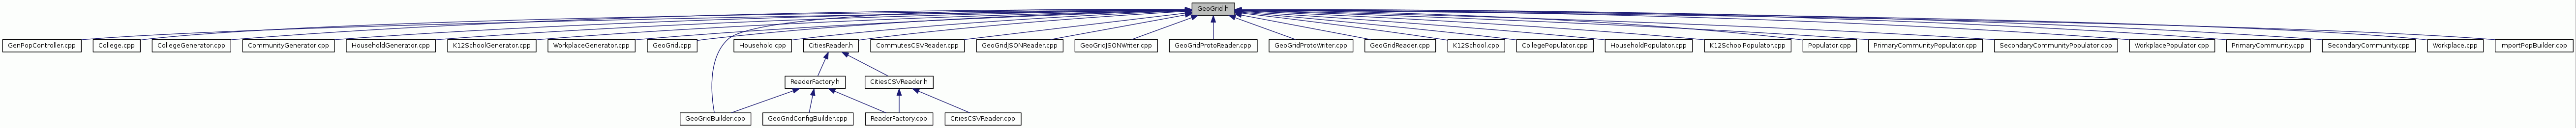 GeoGrid.h
GenPopController.cpp
College.cpp
CollegeGenerator.cpp
CommunityGenerator.cpp
HouseholdGenerator.cpp
K12SchoolGenerator.cpp
WorkplaceGenerator.cpp
GeoGrid.cpp
Household.cpp
CitiesReader.h
CommutesCSVReader.cpp
GeoGridJSONReader.cpp
GeoGridJSONWriter.cpp
GeoGridProtoReader.cpp
GeoGridProtoWriter.cpp
GeoGridReader.cpp
K12School.cpp
CollegePopulator.cpp
HouseholdPopulator.cpp
K12SchoolPopulator.cpp
Populator.cpp
PrimaryCommunityPopulator.cpp
SecondaryCommunityPopulator.cpp
WorkplacePopulator.cpp
PrimaryCommunity.cpp
SecondaryCommunity.cpp
Workplace.cpp
ImportPopBuilder.cpp
ReaderFactory.h
CitiesCSVReader.h
GeoGridBuilder.cpp
GeoGridConfigBuilder.cpp
ReaderFactory.cpp
CitiesCSVReader.cpp